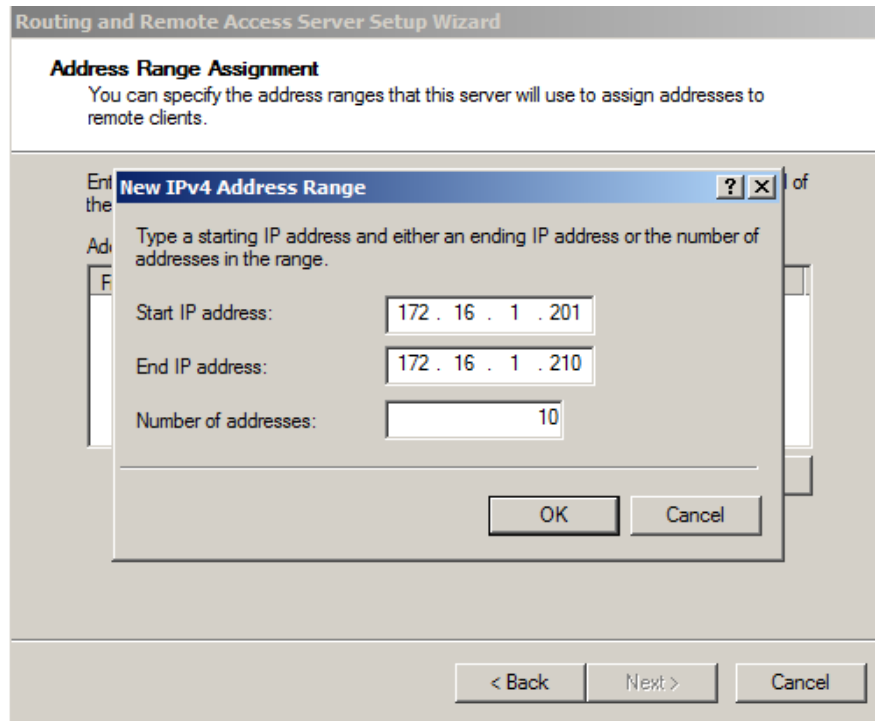 Routing and Remote Access Server Setup Wizard
Address Range Assignment
You can specify the address ranges that this server will use to assign addresses to
remote clients.
of
the
New IPv4 Address Range
Type a starting IP address and either an ending IP address or the number of
addresses in the range.
Start IP address: 172 . 16 . 1 . 201
End IP address: 172 . 16 . 1 . 210
Number of addresses: 10
OK Cancel
< Back Next > Cancel